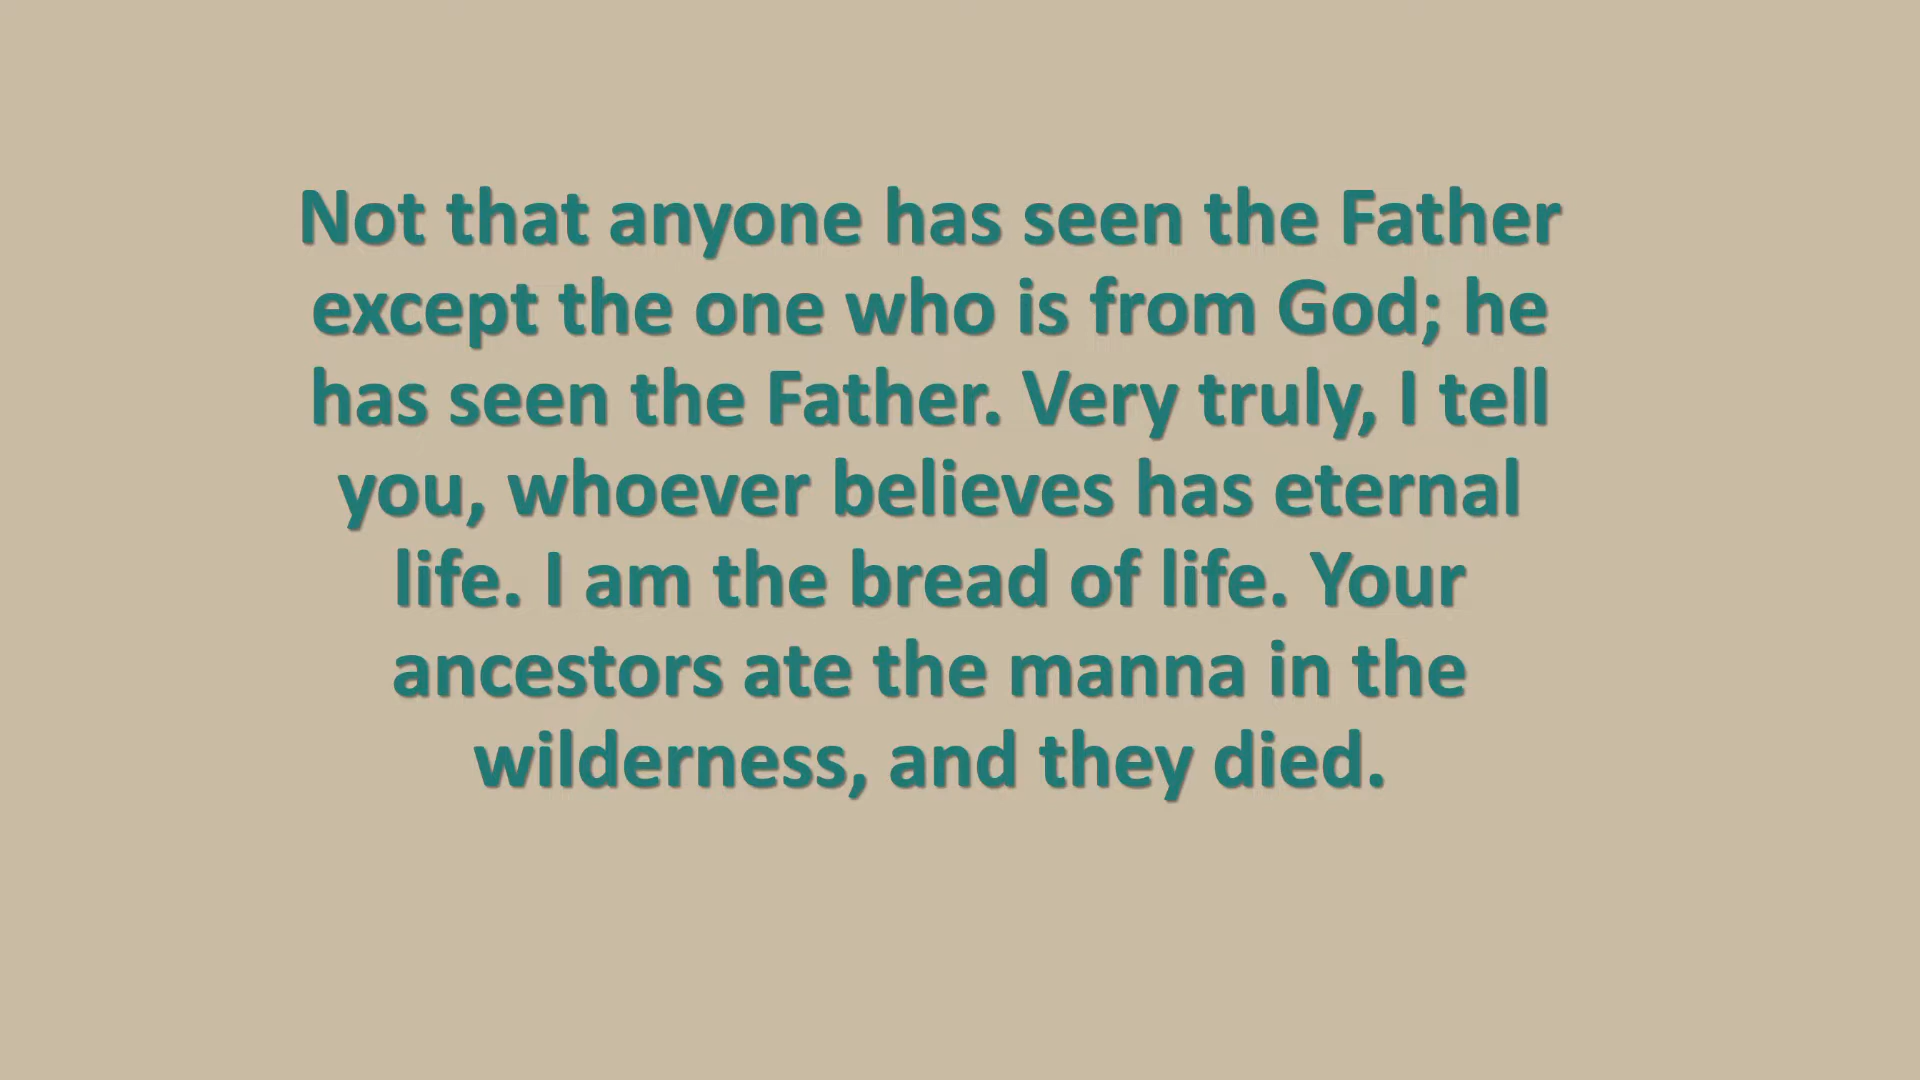 Not that anyone has seen the Father
except the one who is from God; he
has seen the Father. Very truly, I tell
you, whoever believes has eternal
life. I am the bread of life. Your
ancestors ate the manna in the
wilderness, and they died.